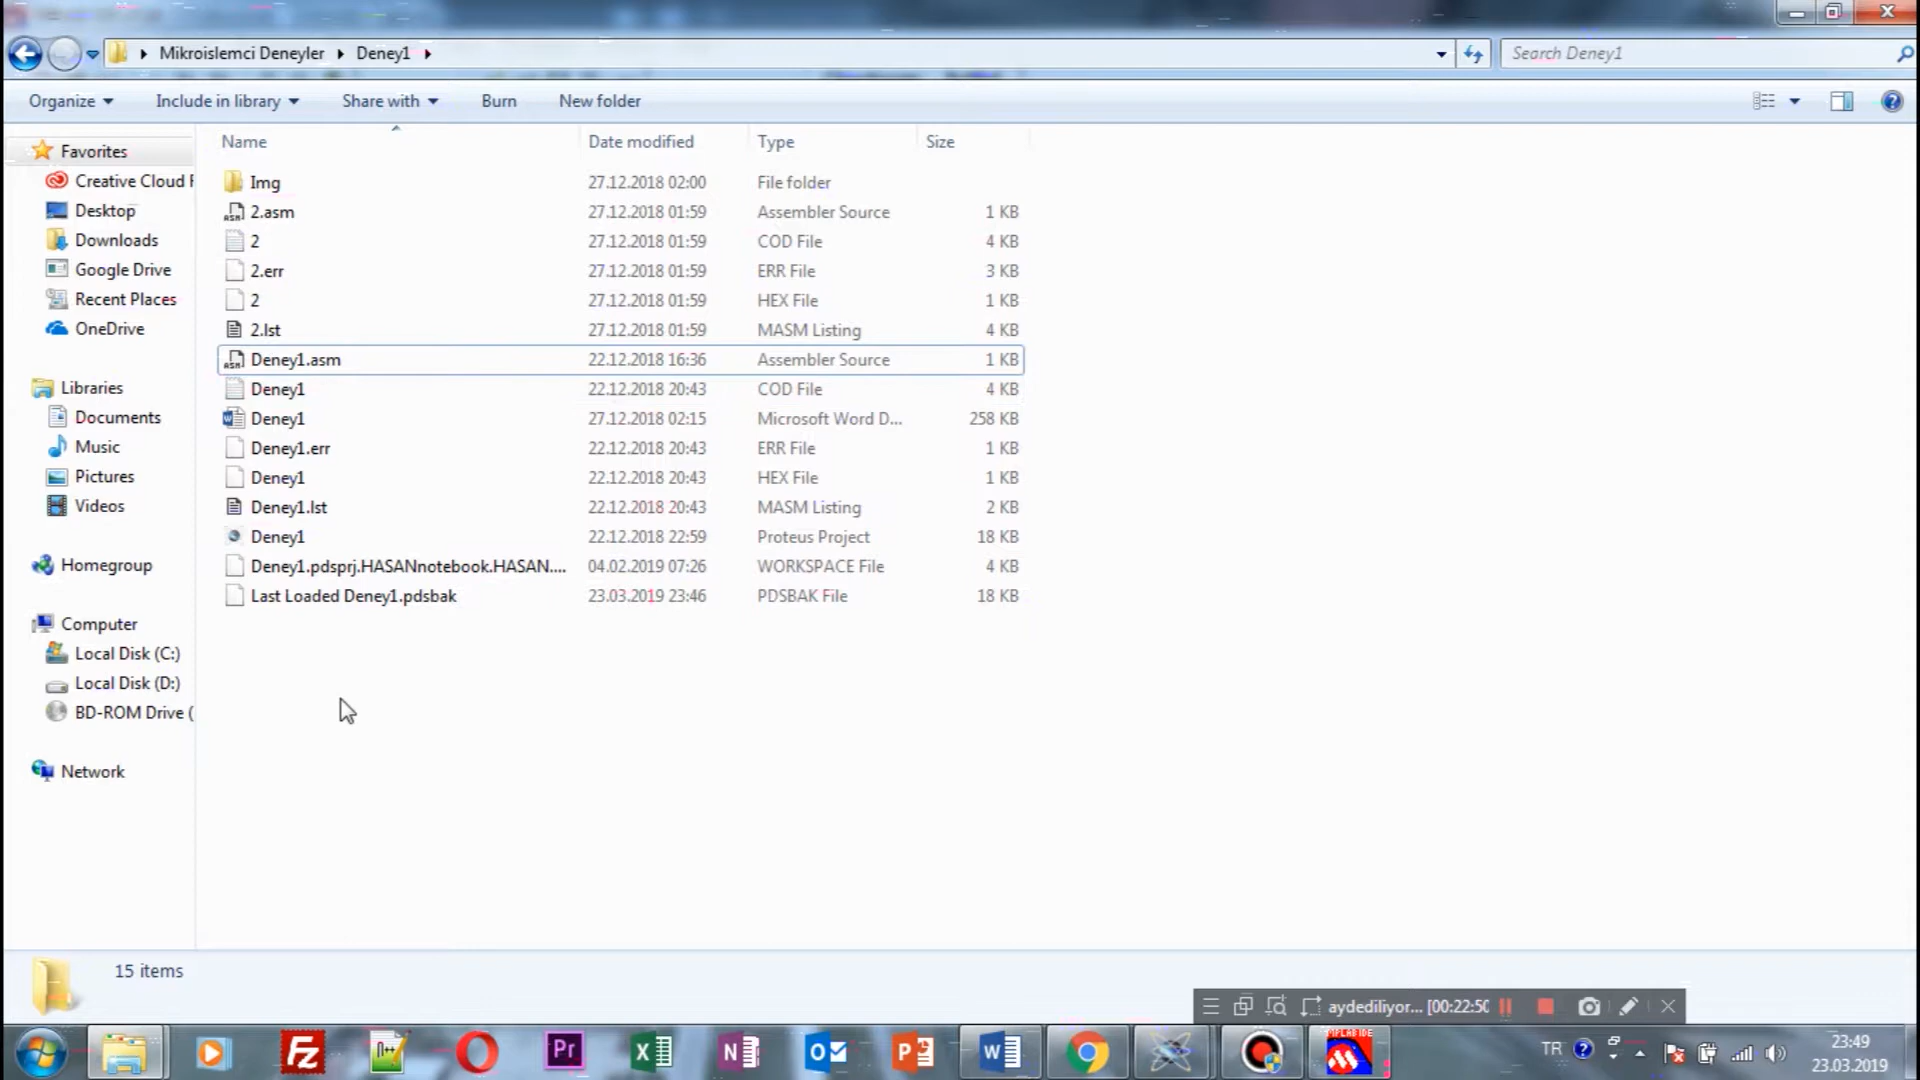 Mikroislemci Deneyler Deney1
Search Deney1
Organize Include in library Share with Burn New folder
Name Date modified Type Size
Favorites
Creative Cloud F
Desktop
Downloads
Google Drive
Recent Places
OneDrive
Libraries
Documents
Music
Pictures
Videos
Homegroup
Computer
Local Disk (C:)
Local Disk (D:)
BD-ROM Drive (
Network
Img 27.12.2018 02:00 File folder
2.asm 27.12.2018 01:59 Assembler Source 1 KB
2 27.12.2018 01:59 COD File 4 KB
2.err 27.12.2018 01:59 ERR File 3 KB
2 27.12.2018 01:59 HEX File 1 KB
2.lst 27.12.2018 01:59 MASM Listing 4 KB
Deney1.asm 22.12.2018 16:36 Assembler Source 1 KB
Deney1 22.12.2018 20:43 COD File 4 KB
Deney1 27.12.2018 02:15 Microsoft Word D... 258 KB
Deney1.err 22.12.2018 20:43 ERR File 1 KB
Deney1 22.12.2018 20:43 HEX File 1 KB
Deney1.lst 22.12.2018 20:43 MASM Listing 2 KB
Deney1 22.12.2018 22:59 Proteus Project 18 KB
Deney1.pdsprj.HASANnotebook.HASAN.... 04.02.2019 07:26 WORKSPACE File 4 KB
Last Loaded Deney1.pdsbak 23.03.2019 23:46 PDSBAK File 18 KB
15 items
aydediliyor... [00:22:50
TR
23:49
23.03.2019